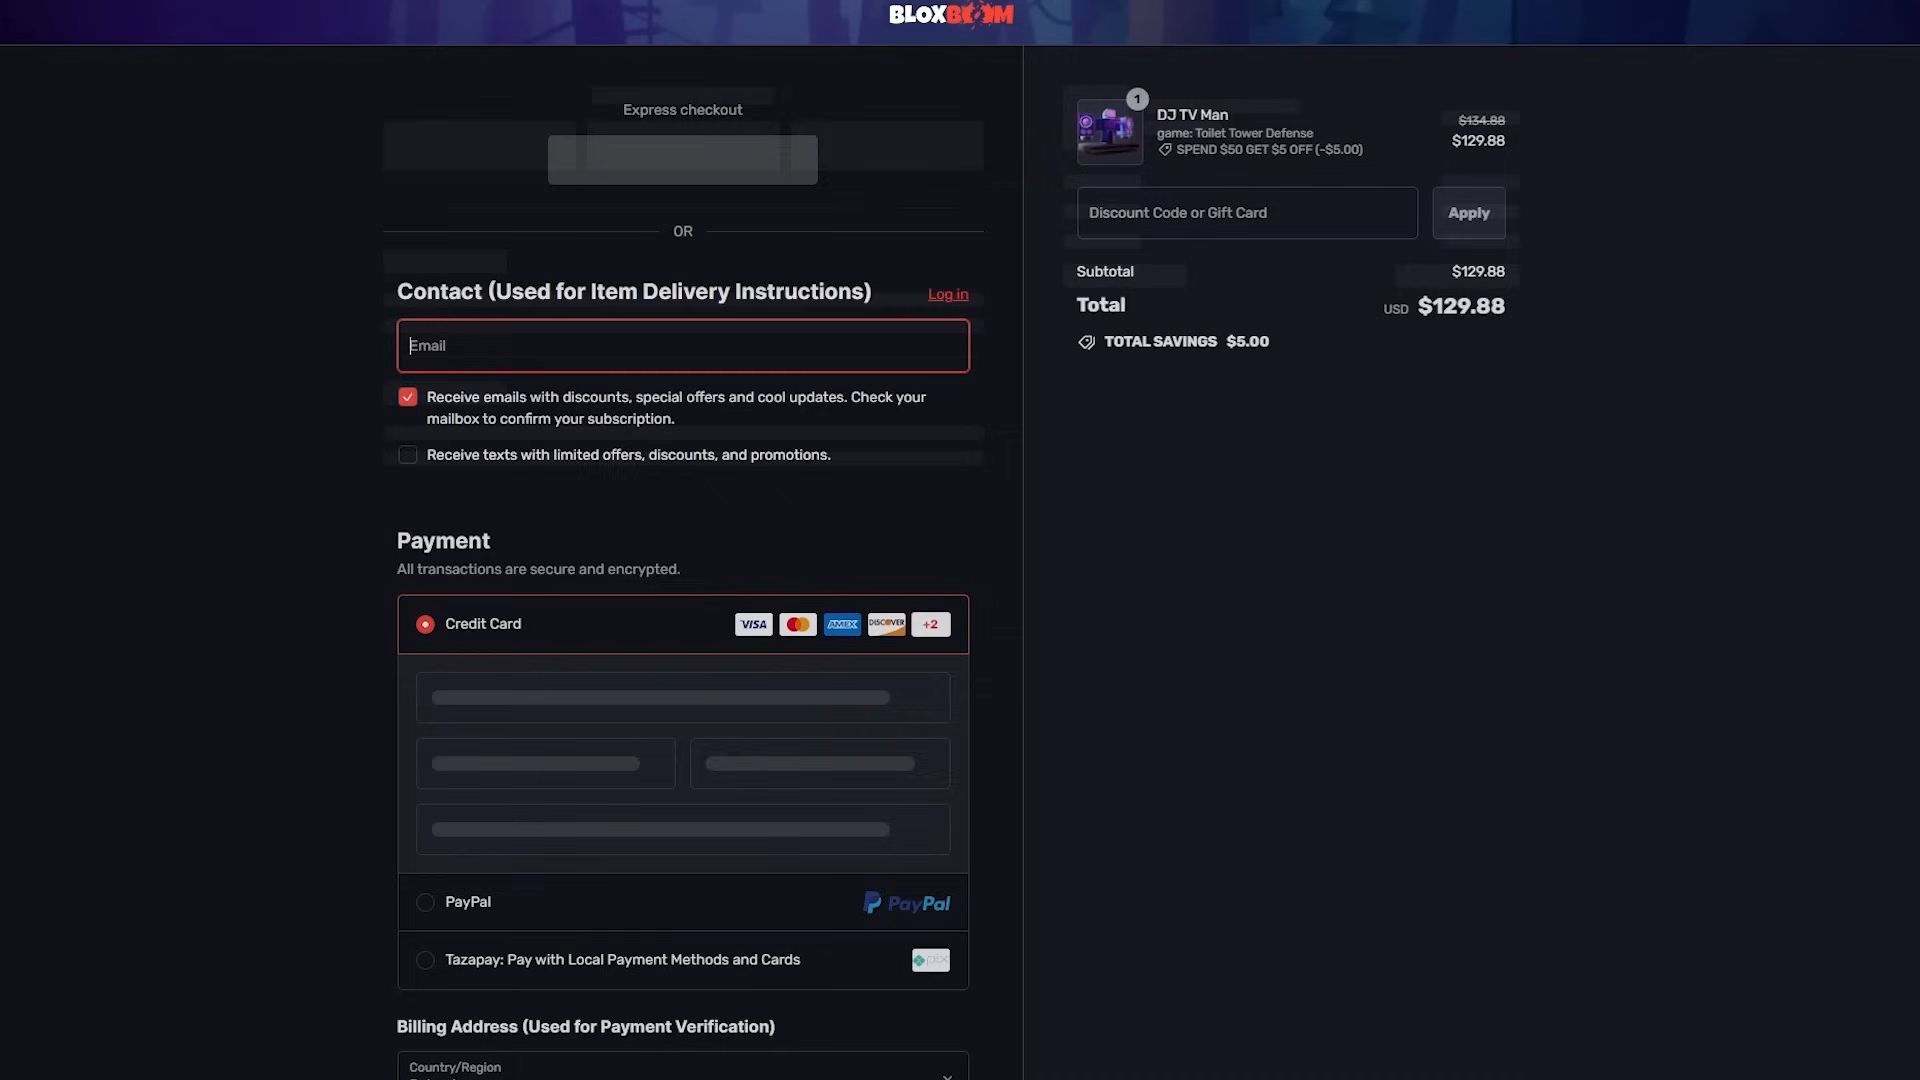 BLOXBOOM
Express checkout
OR
Contact (Used for Item Delivery Instructions)
Log in
Email
Receive emails with discounts, special offers and cool updates. Check your
mailbox to confirm your subscription.
Receive texts with limited offers, discounts, and promotions.
Payment
All transactions are secure and encrypted.
Credit Card
VISA
AMEX
DISCOVER
+2
PayPal
PayPal
Tazapay: Pay with Local Payment Methods and Cards
pix
Billing Address (Used for Payment Verification)
Country/Region
1
DJ TV Man
game: Toilet Tower Defense
SPEND $50 GET $5 OFF (-$5.00)
$134.88
$129.88
Discount Code or Gift Card
Apply
Subtotal
$129.88
Total
USD $129.88
TOTAL SAVINGS $5.00